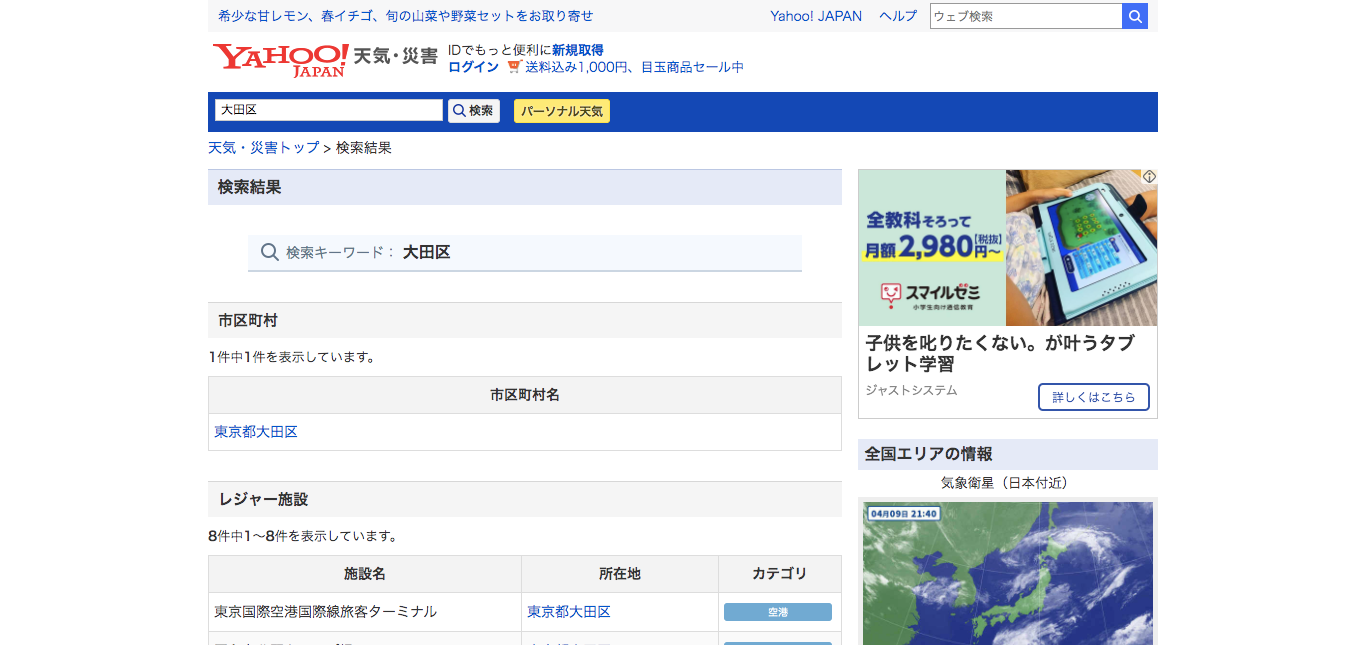 希少な甘レモン、春イチゴ、旬の山菜や野菜セットをお取り寄せ
Yahoo! JAPAN ヘルプ
ウェブ検索
YAHOO! JAPAN 天気・災害
IDでもっと便利に新規取得
ログイン 送料込み1,000円、目玉商品セール中
大田区 検索 パーソナル天気
天気・災害トップ > 検索結果
検索結果
検索キーワード： 大田区
市区町村
1件中1件を表示しています。
市区町村名
東京都大田区
レジャー施設
8件中1～8件を表示しています。
施設名 所在地 カテゴリ
東京国際空港国際線旅客ターミナル 東京都大田区 空港
全教科そろって
月額2,980円～【税抜】
スマイルゼミ
小学生向け通信教育
子供を叱りたくない。が叶うタブ
レット学習
ジャストシステム
詳しくはこちら
全国エリアの情報
気象衛星（日本付近）
04月09日 21:40